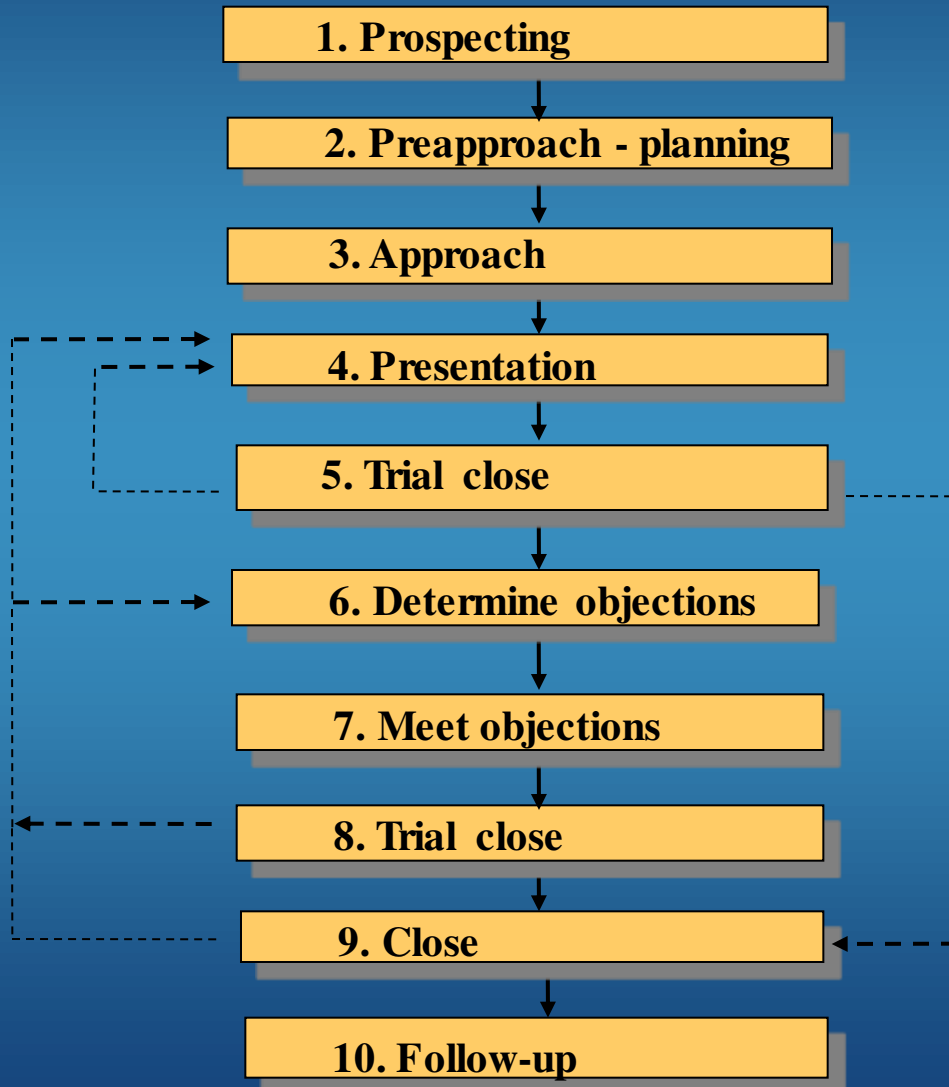 1. Prospecting
2. Preapproach - planning
3. Approach
4. Presentation
5. Trial close
6. Determine objections
7. Meet objections
8. Trial close
9. Close
10. Follow-up